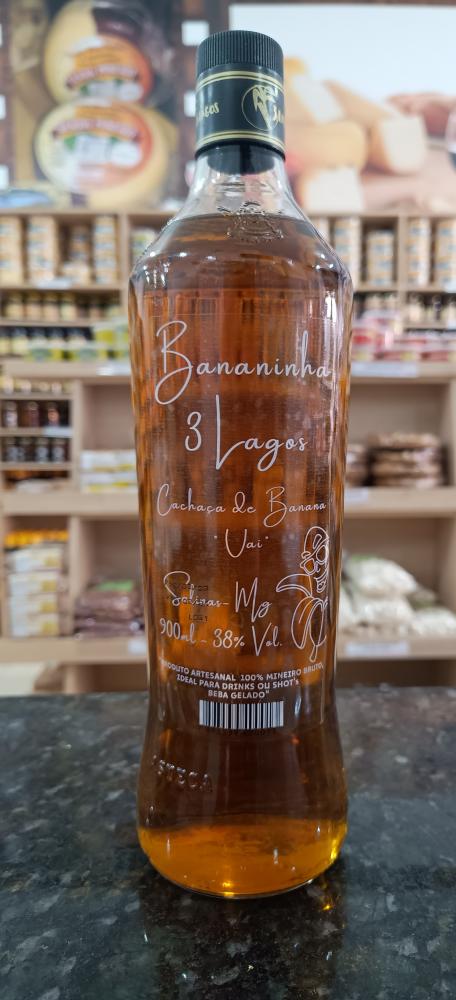 Bananinha
3 Lagos
Cachaça de Banana
"Uai"
Salinas - Mg
900ml - 38% Vol.
PRODUTO ARTESANAL 100% MINEIRO BRUTO,
IDEAL PARA DRINKS OU SHOT's
BEBA GELADO"